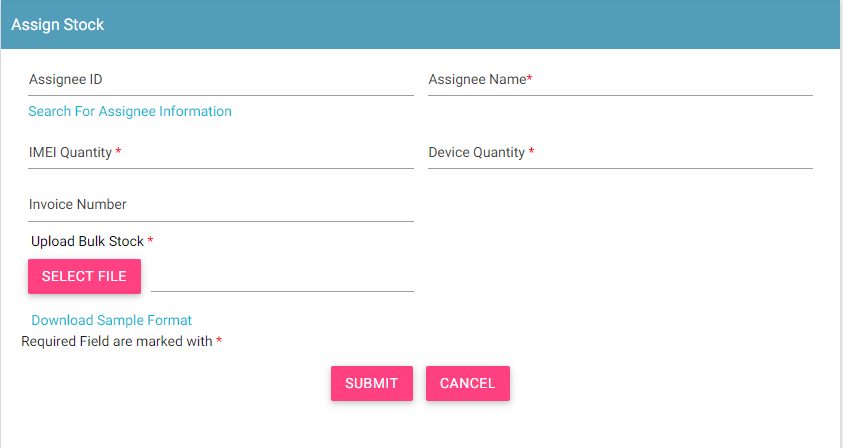 Assign Stock
Assignee ID
Assignee Name*
Search For Assignee Information
IMEI Quantity *
Device Quantity *
Invoice Number
Upload Bulk Stock *
SELECT FILE
Download Sample Format
Required Field are marked with *
SUBMIT
CANCEL